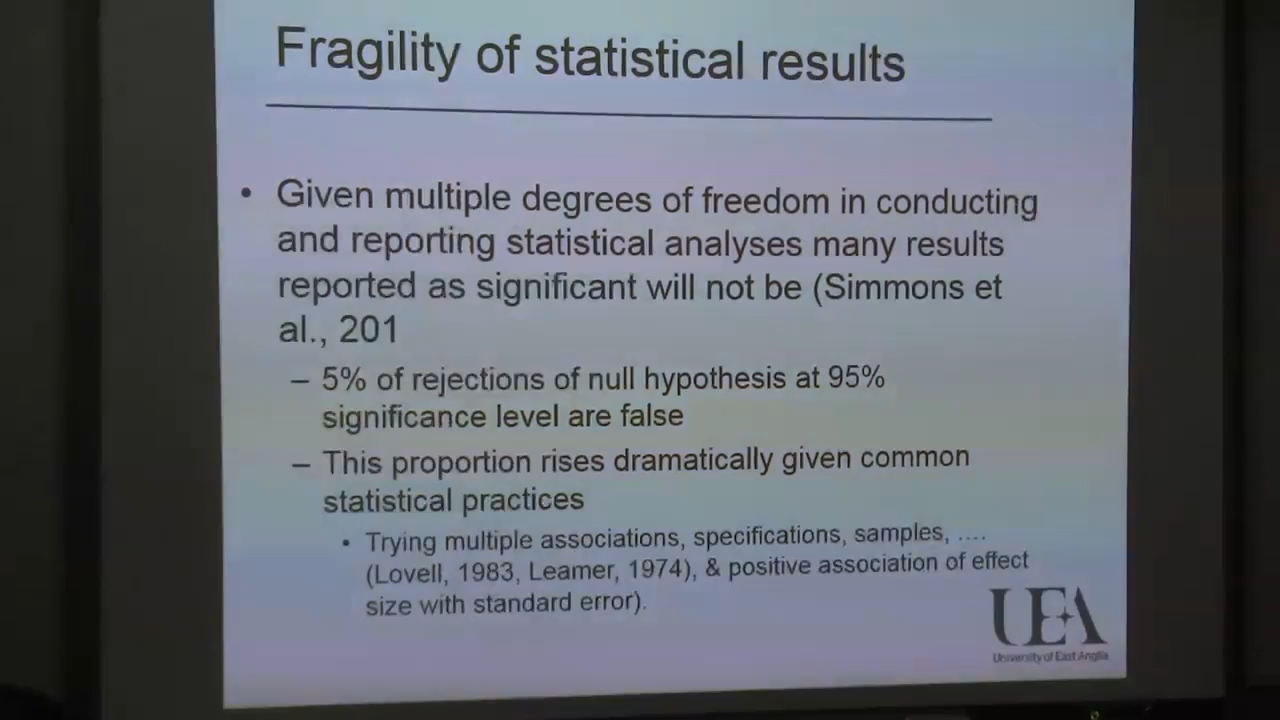 Fragility of statistical results
• Given multiple degrees of freedom in conducting
and reporting statistical analyses many results
reported as significant will not be (Simmons et
al., 201
– 5% of rejections of null hypothesis at 95%
significance level are false
– This proportion rises dramatically given common
statistical practices
• Trying multiple associations, specifications, samples, ....
(Lovell, 1983, Leamer, 1974), & positive association of effect
size with standard error).
UEA
University of East Anglia